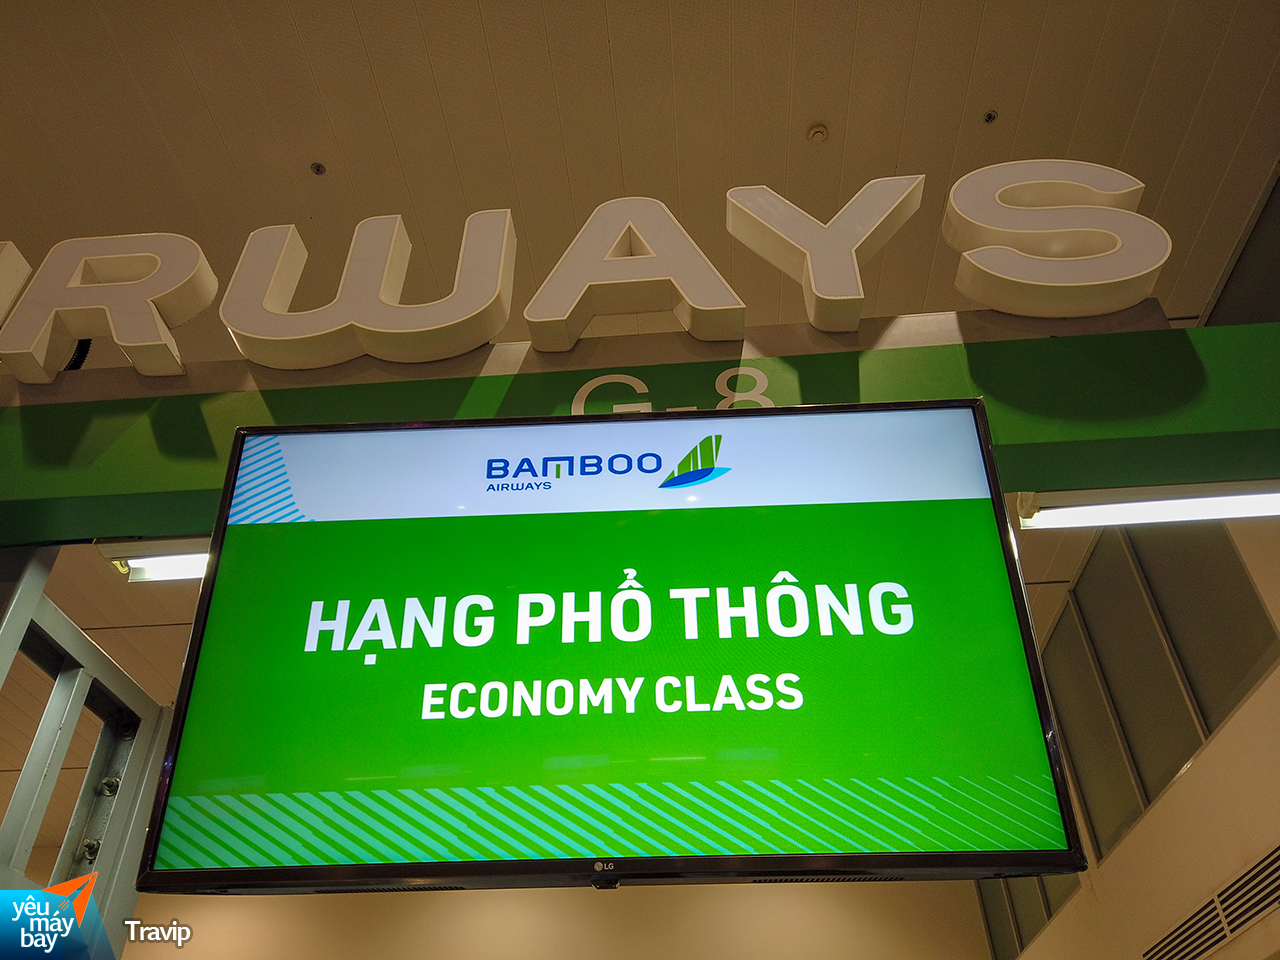 RWAYS
G-8
BAMBOO
AIRWAYS
HẠNG PHỔ THÔNG
ECONOMY CLASS
LG
yêu
máy
bay
Travip